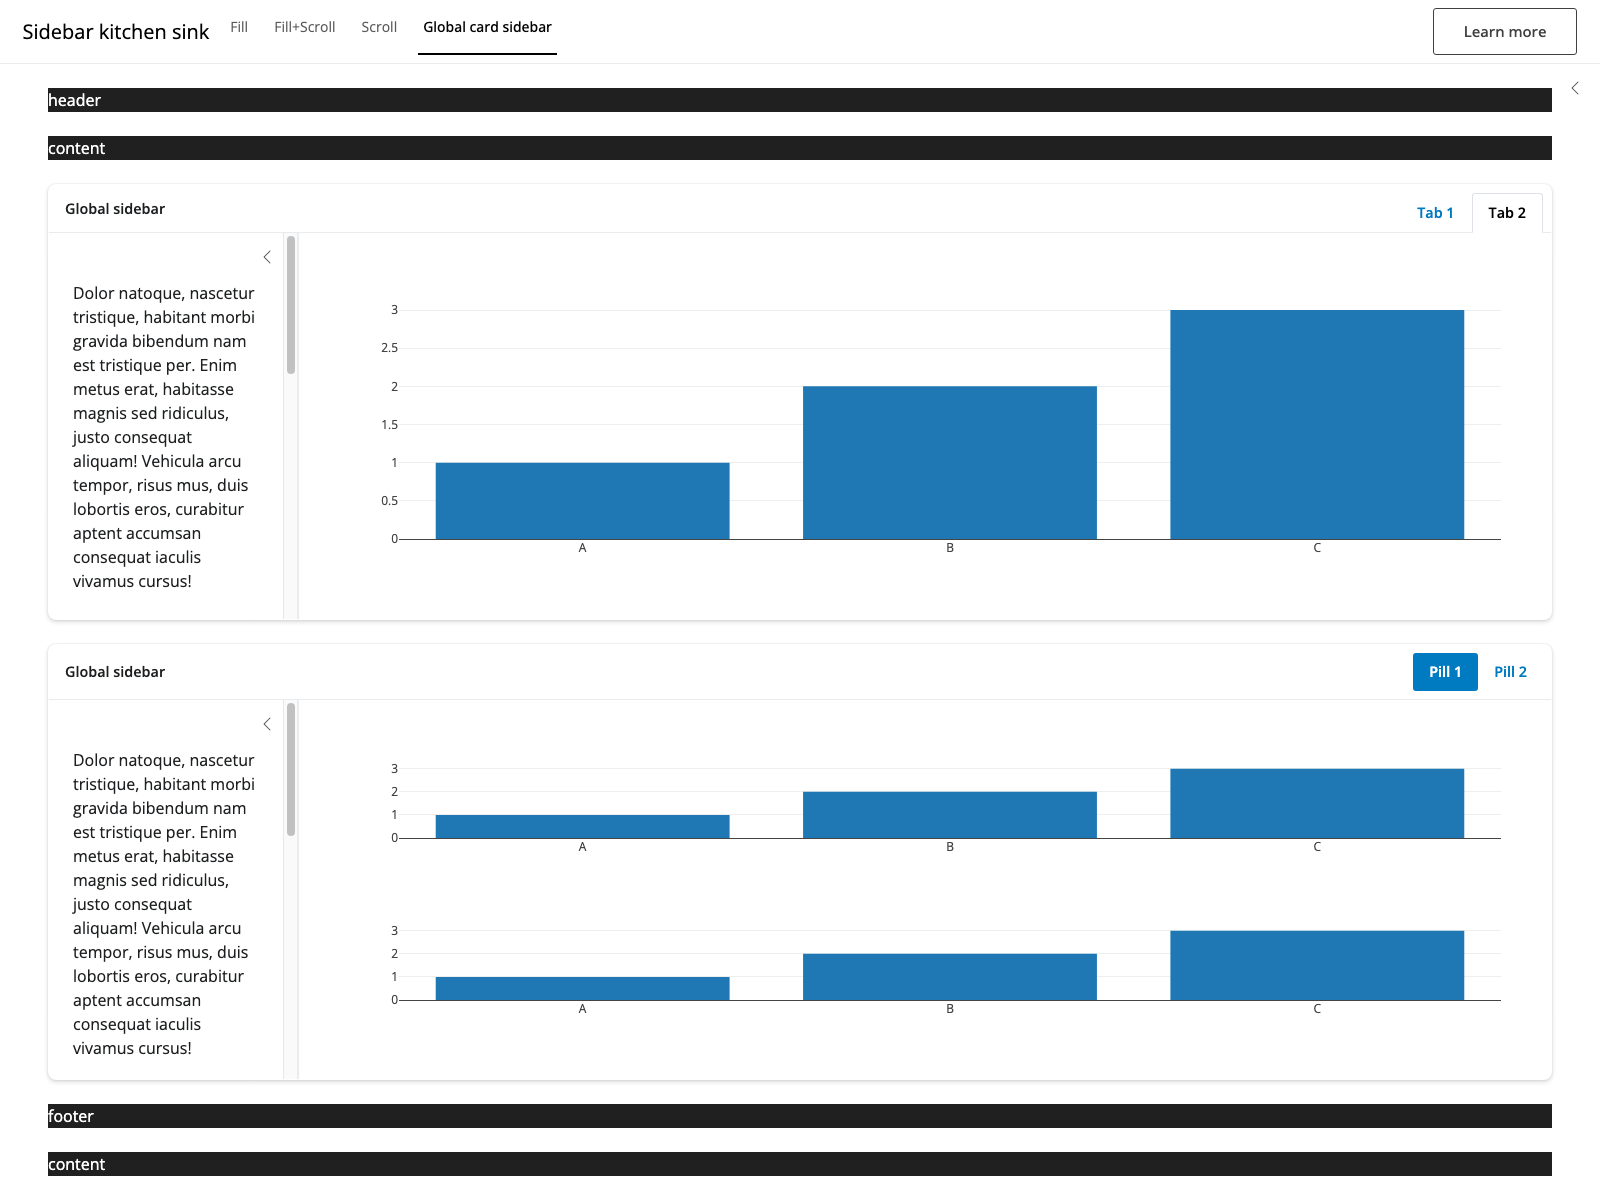 Sidebar kitchen sink
Fill
Fill+Scroll
Scroll
Global card sidebar
Learn more
header
content
Global sidebar
Tab 1
Tab 2
Dolor natoque, nascetur
tristique, habitant morbi
gravida bibendum nam
est tristique per. Enim
metus erat, habitasse
magnis sed ridiculus,
justo consequat
aliquam! Vehicula arcu
tempor, risus mus, duis
lobortis eros, curabitur
aptent accumsan
consequat iaculis
vivamus cursus!
3
2.5
2
1.5
1
0.5
0
A
B
C
Global sidebar
Pill 1
Pill 2
Dolor natoque, nascetur
tristique, habitant morbi
gravida bibendum nam
est tristique per. Enim
metus erat, habitasse
magnis sed ridiculus,
justo consequat
aliquam! Vehicula arcu
tempor, risus mus, duis
lobortis eros, curabitur
aptent accumsan
consequat iaculis
vivamus cursus!
3
2
1
0
A
B
C
3
2
1
0
A
B
C
footer
content